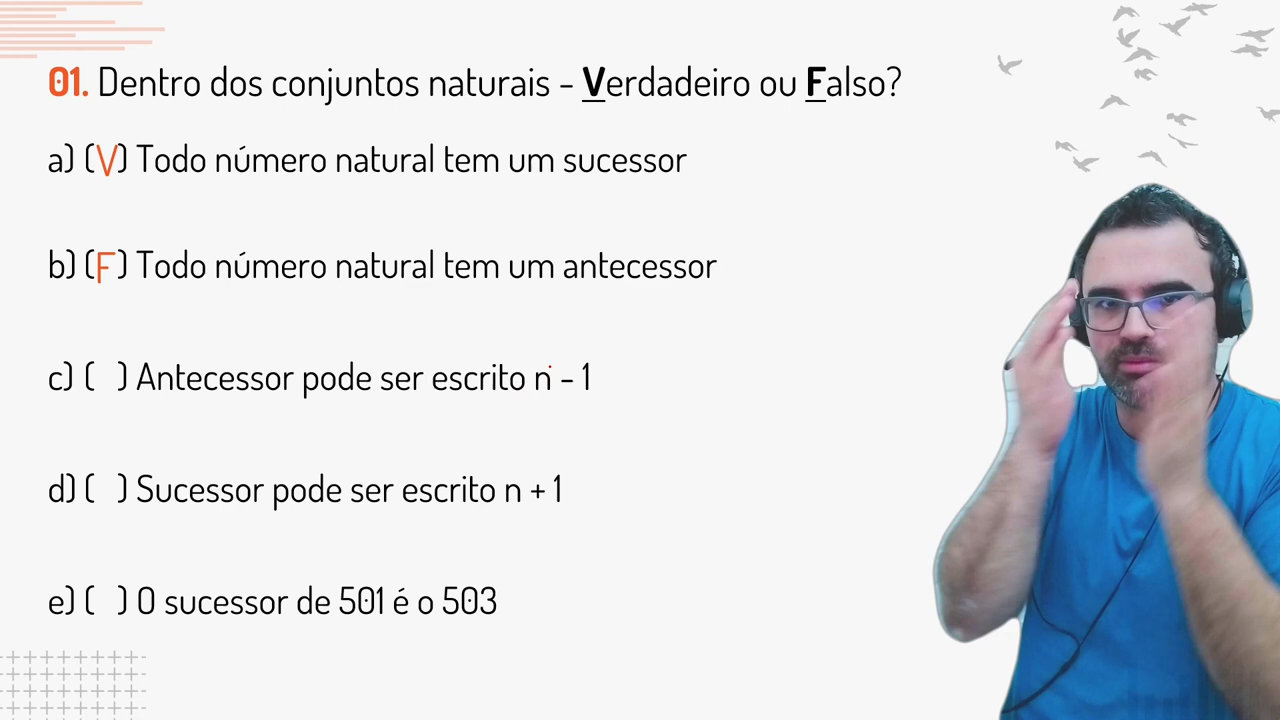 01. Dentro dos conjuntos naturais - Verdadeiro ou Falso?
a) (V) Todo número natural tem um sucessor
b) (F) Todo número natural tem um antecessor
c) ( ) Antecessor pode ser escrito n - 1
d) ( ) Sucessor pode ser escrito n + 1
e) ( ) O sucessor de 501 é o 503